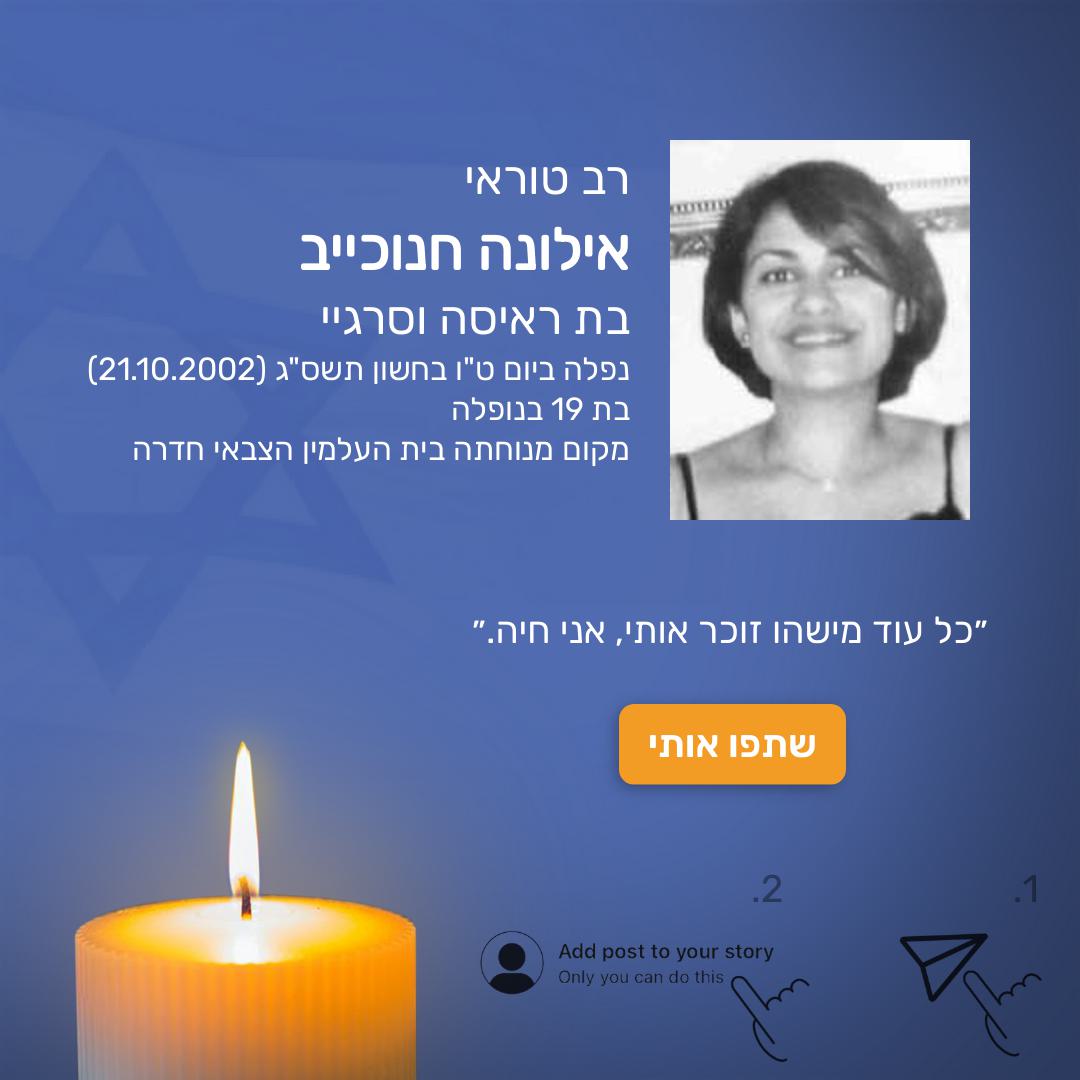 רב טוראי
אילונה חנוכייב
בת ראיסה וסרגיי
נפלה ביום ט"ו בחשון תשס"ג (21.10.2002)
בת 19 בנופלה
מקום מנוחתה בית העלמין הצבאי חדרה
״כל עוד מישהו זוכר אותי, אני חיה.״
שתפו אותי
1.
2.
Add post to your story
Only you can do this